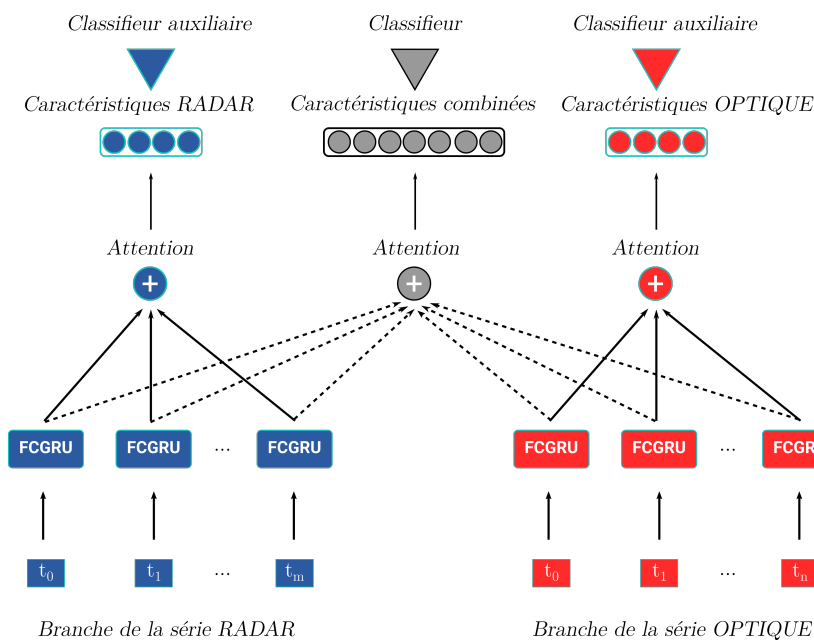 Classifieur auxiliaire
Classifieur
Classifieur auxiliaire
Caractéristiques RADAR
Caractéristiques combinées
Caractéristiques OPTIQUE
Attention
Attention
Attention
+
+
+
FCGRU
FCGRU
...
FCGRU
FCGRU
FCGRU
...
FCGR
t0
t1
...
tm
t0
t1
...
tn
Branche de la série RADAR
Branche de la série OPTIQUE